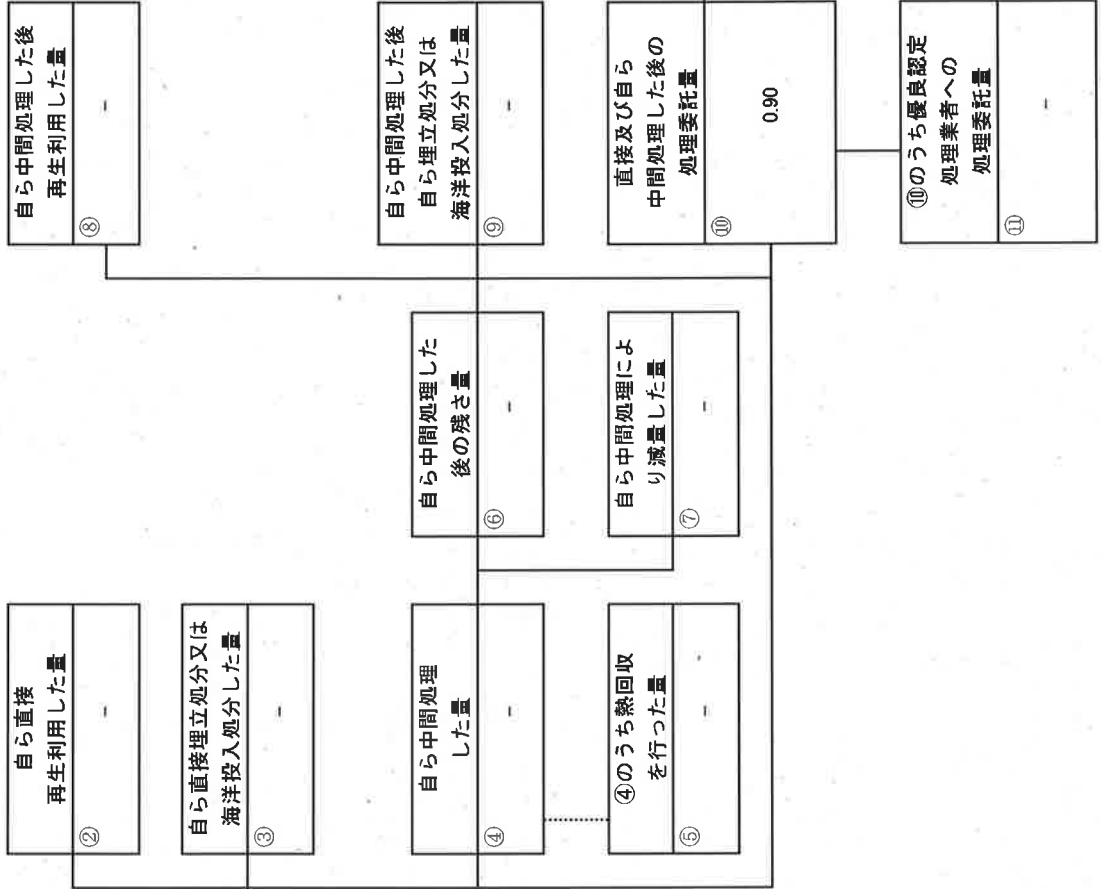 自ら直接
再生利用した量
②
-
自ら直接埋立処分又は
海洋投入処分した量
③
-
自ら中間処理
した量
④
-
④のうち熱回収
を行った量
⑤
-
自ら中間処理した
後の残さ量
⑥
-
自ら中間処理によ
り減量した量
⑦
-
自ら中間処理した後
再生利用した量
⑧
-
自ら中間処理した後
自ら埋立処分又は
海洋投入処分した量
⑨
-
直接及び自ら
中間処理した後の
処理委託量
⑩
0.90
⑩のうち優良認定
処理業者への
処理委託量
⑪
-